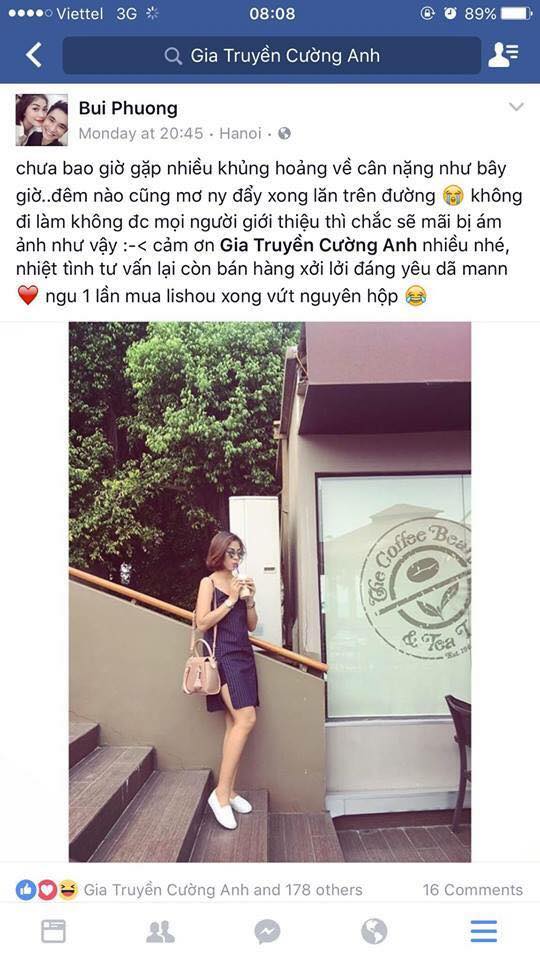 Viettel 3G 08:08 89%
Gia Truyền Cường Anh
Bui Phuong
Monday at 20:45 · Hanoi ·
chưa bao giờ gặp nhiều khủng hoảng về cân nặng như bây
giờ..đêm nào cũng mơ ny đẩy xong lăn trên đường 😭 không
đi làm không đc mọi người giới thiệu thì chắc sẽ mãi bị ám
ảnh như vậy :-< cảm ơn Gia Truyền Cường Anh nhiều nhé,
nhiệt tình tư vấn lại còn bán hàng xởi lởi đáng yêu dã mann
❤️ ngu 1 lần mua lishou xong vứt nguyên hộp 😂
The Coffee Bean
& Tea
Est.
Gia Truyền Cường Anh and 178 others 16 Comments